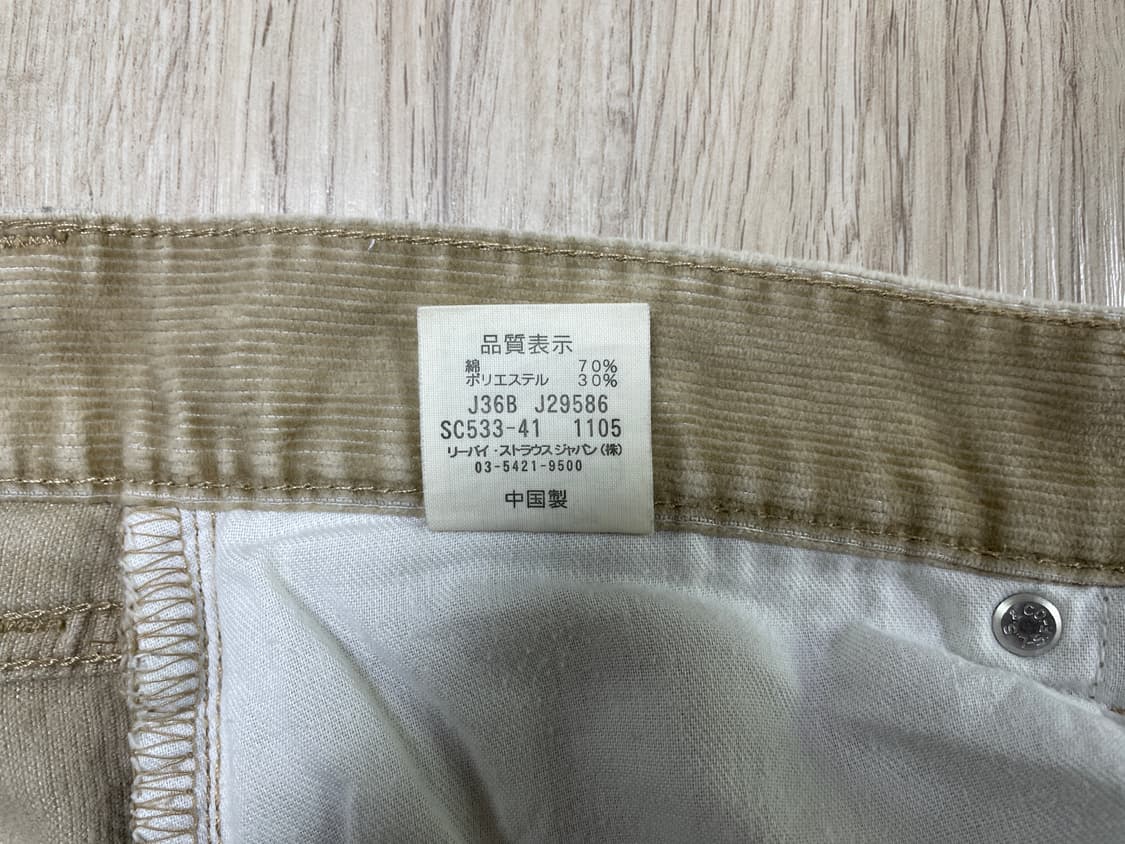 品質表示
綿 70%
ポリエステル 30%
J36B J29586
SC533-41 1105
リーバイ・ストラウス ジャパン(株)
03-5421-9500
中国製
& CO